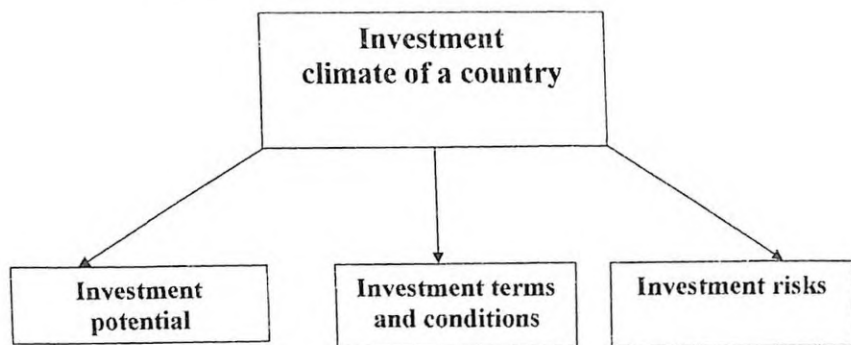 Investment
climate of a country
Investment
potential
Investment terms
and conditions
Investment risks